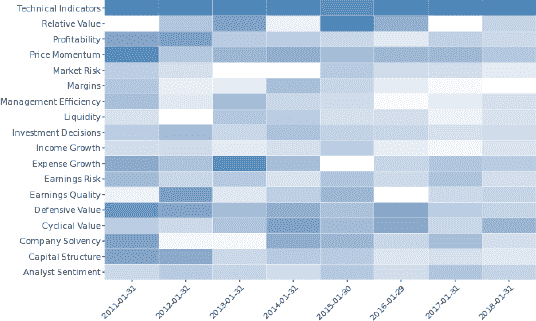 Technical Indicators
Relative Value
Profitability
Price Momentum
Market Risk
Margins
Management Efficiency
Liquidity
Investment Decisions
Income Growth
Expense Growth
Earnings Risk
Earnings Quality
Defensive Value
Cyclical Value
Company Solvency
Capital Structure
Analyst Sentiment
2011-01-31
2012-01-31
2013-01-31
2014-01-31
2015-01-30
2016-01-29
2017-01-31
2018-01-31